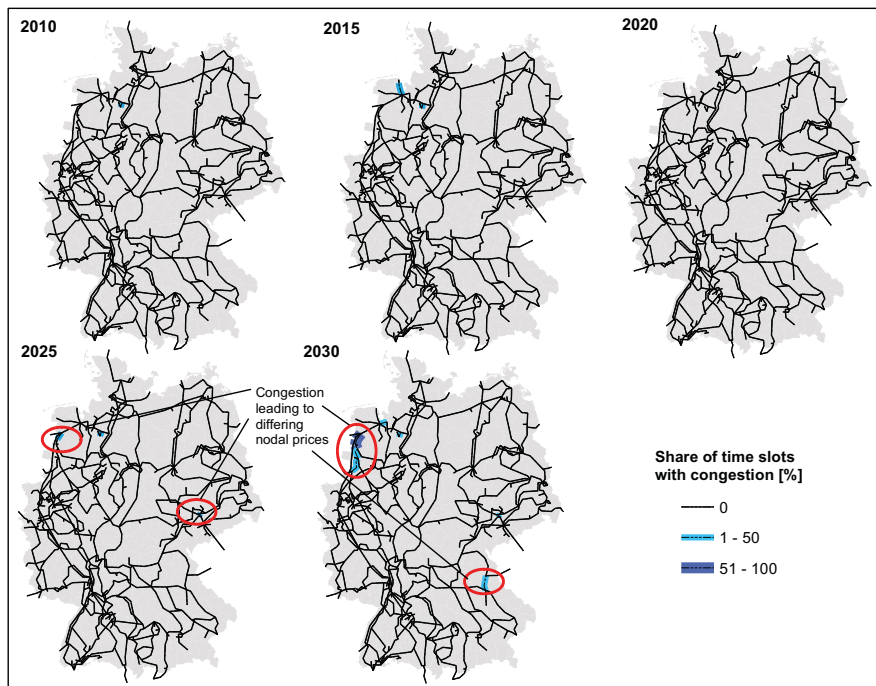 2010
2015
2020
2025
2030
Congestion
leading to
differing
nodal prices
Share of time slots
with congestion [%]
0
1 - 50
51 - 100